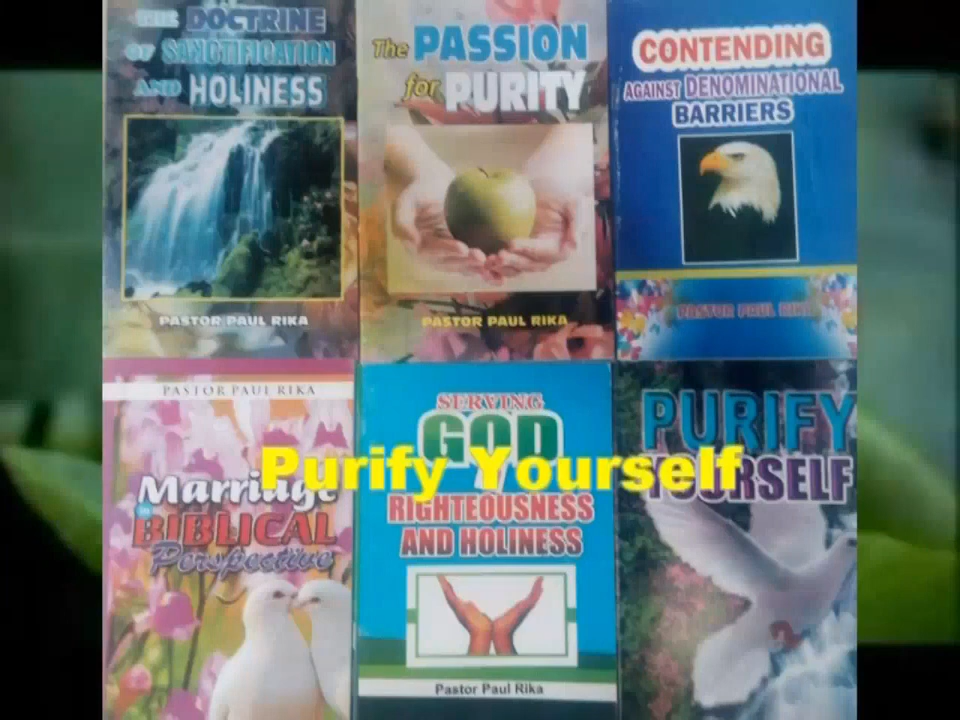 THE DOCTRINE
OF SANCTIFICATION
AND HOLINESS
PASTOR PAUL RIKA
The PASSION
for PURITY
PASTOR PAUL RIKA
CONTENDING
AGAINST DENOMINATIONAL
BARRIERS
PASTOR PAUL RIKA
PASTOR PAUL RIKA
Marriage
in
BIBLICAL
Perspective
SERVING
GOD
RIGHTEOUSNESS
AND HOLINESS
Pastor Paul Rika
PURIFY
YOURSELF
Purify Yourself